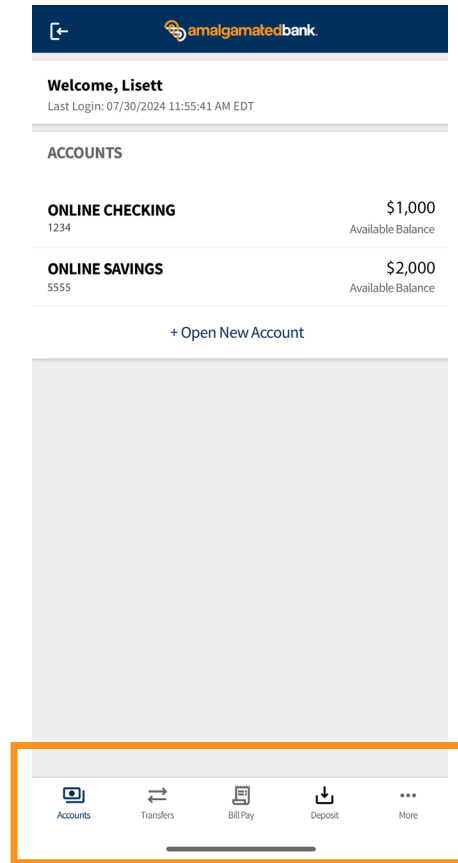 amalgamatedbank.
Welcome, Lisett
Last Login: 07/30/2024 11:55:41 AM EDT
ACCOUNTS
ONLINE CHECKING $1,000
1234 Available Balance
ONLINE SAVINGS $2,000
5555 Available Balance
+ Open New Account
Accounts Transfers Bill Pay Deposit More